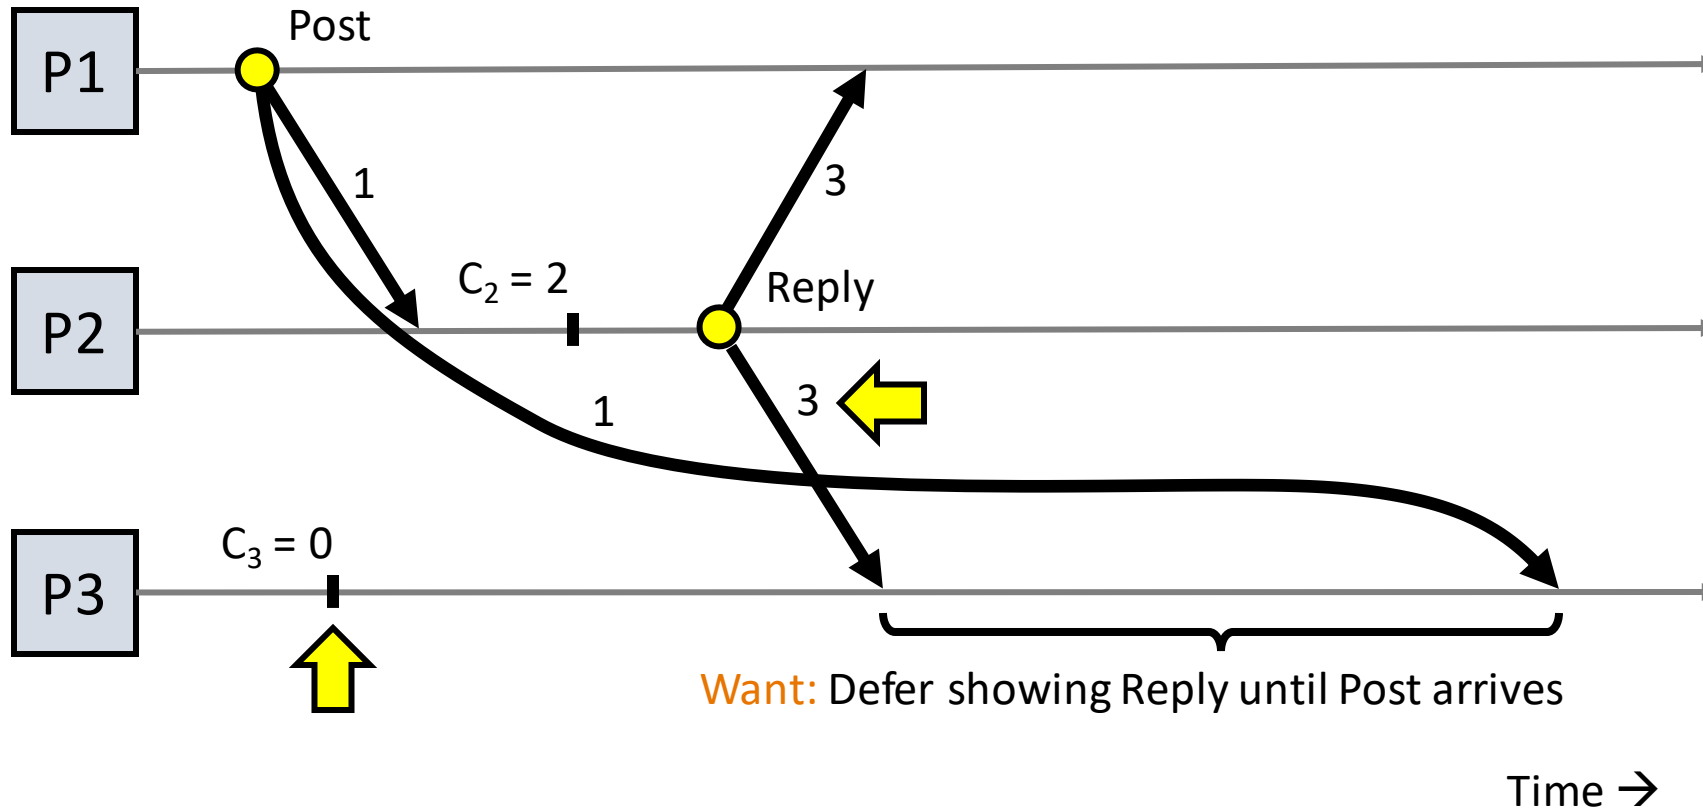 Post
P1
1
3
C₂ = 2
Reply
P2
3
1
C₃ = 0
P3
Want: Defer showing Reply until Post arrives
Time →